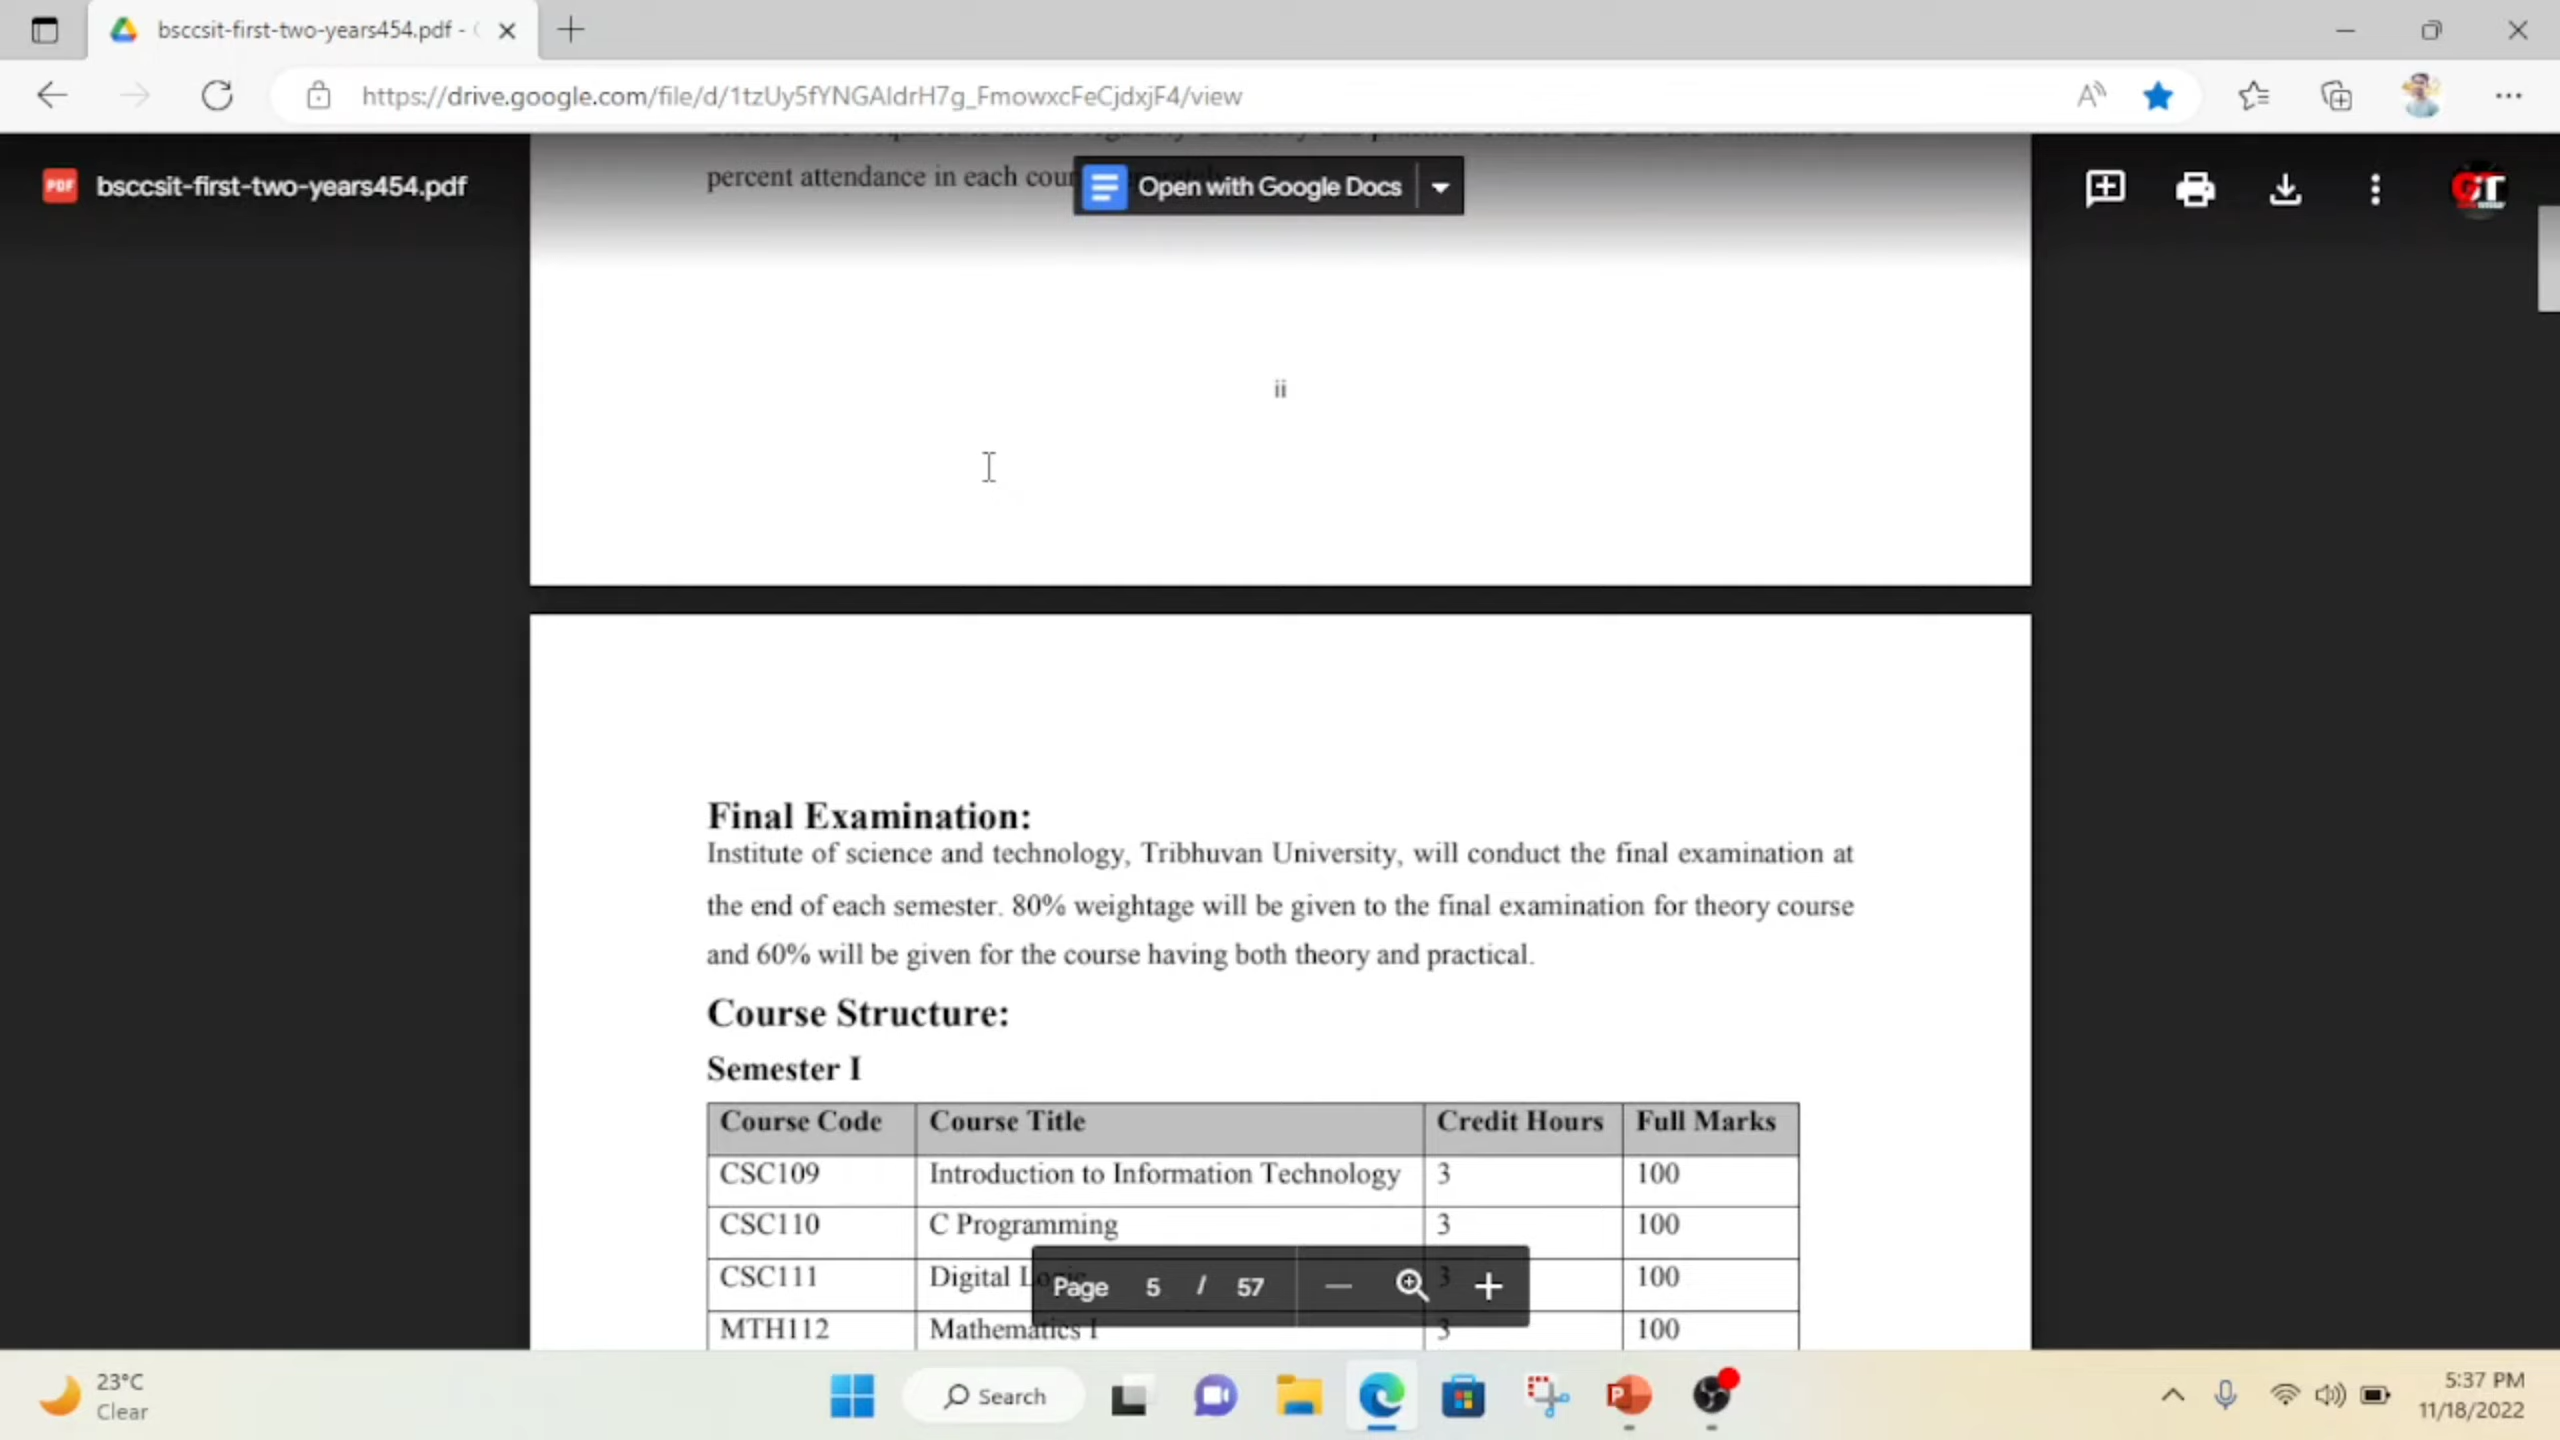 bsccsit-first-two-years454.pdf -
https://drive.google.com/file/d/1tzUy5fYNGAldrH7g_FmowxcFeCjdxjF4/view
PDF
bsccsit-first-two-years454.pdf
percent attendance in each
Open with Google Docs
ii
Final Examination:
Institute of science and technology, Tribhuvan University, will conduct the final examination at
the end of each semester. 80% weightage will be given to the final examination for theory course
and 60% will be given for the course having both theory and practical.
Course Structure:
Semester I
Course Code Course Title Credit Hours Full Marks
CSC109 Introduction to Information Technology 3 100
CSC110 C Programming 3 100
CSC111 Digital 3 100
Page 5 / 57
MTH112 Mathematics I 3 100
23°C
Clear
Search
5:37 PM
11/18/2022